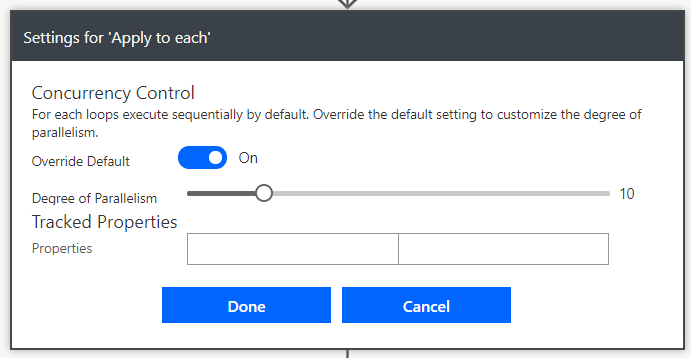 Settings for 'Apply to each'
Concurrency Control
For each loops execute sequentially by default. Override the default setting to customize the degree of
parallelism.
Override Default On
Degree of Parallelism 10
Tracked Properties
Properties
Done Cancel